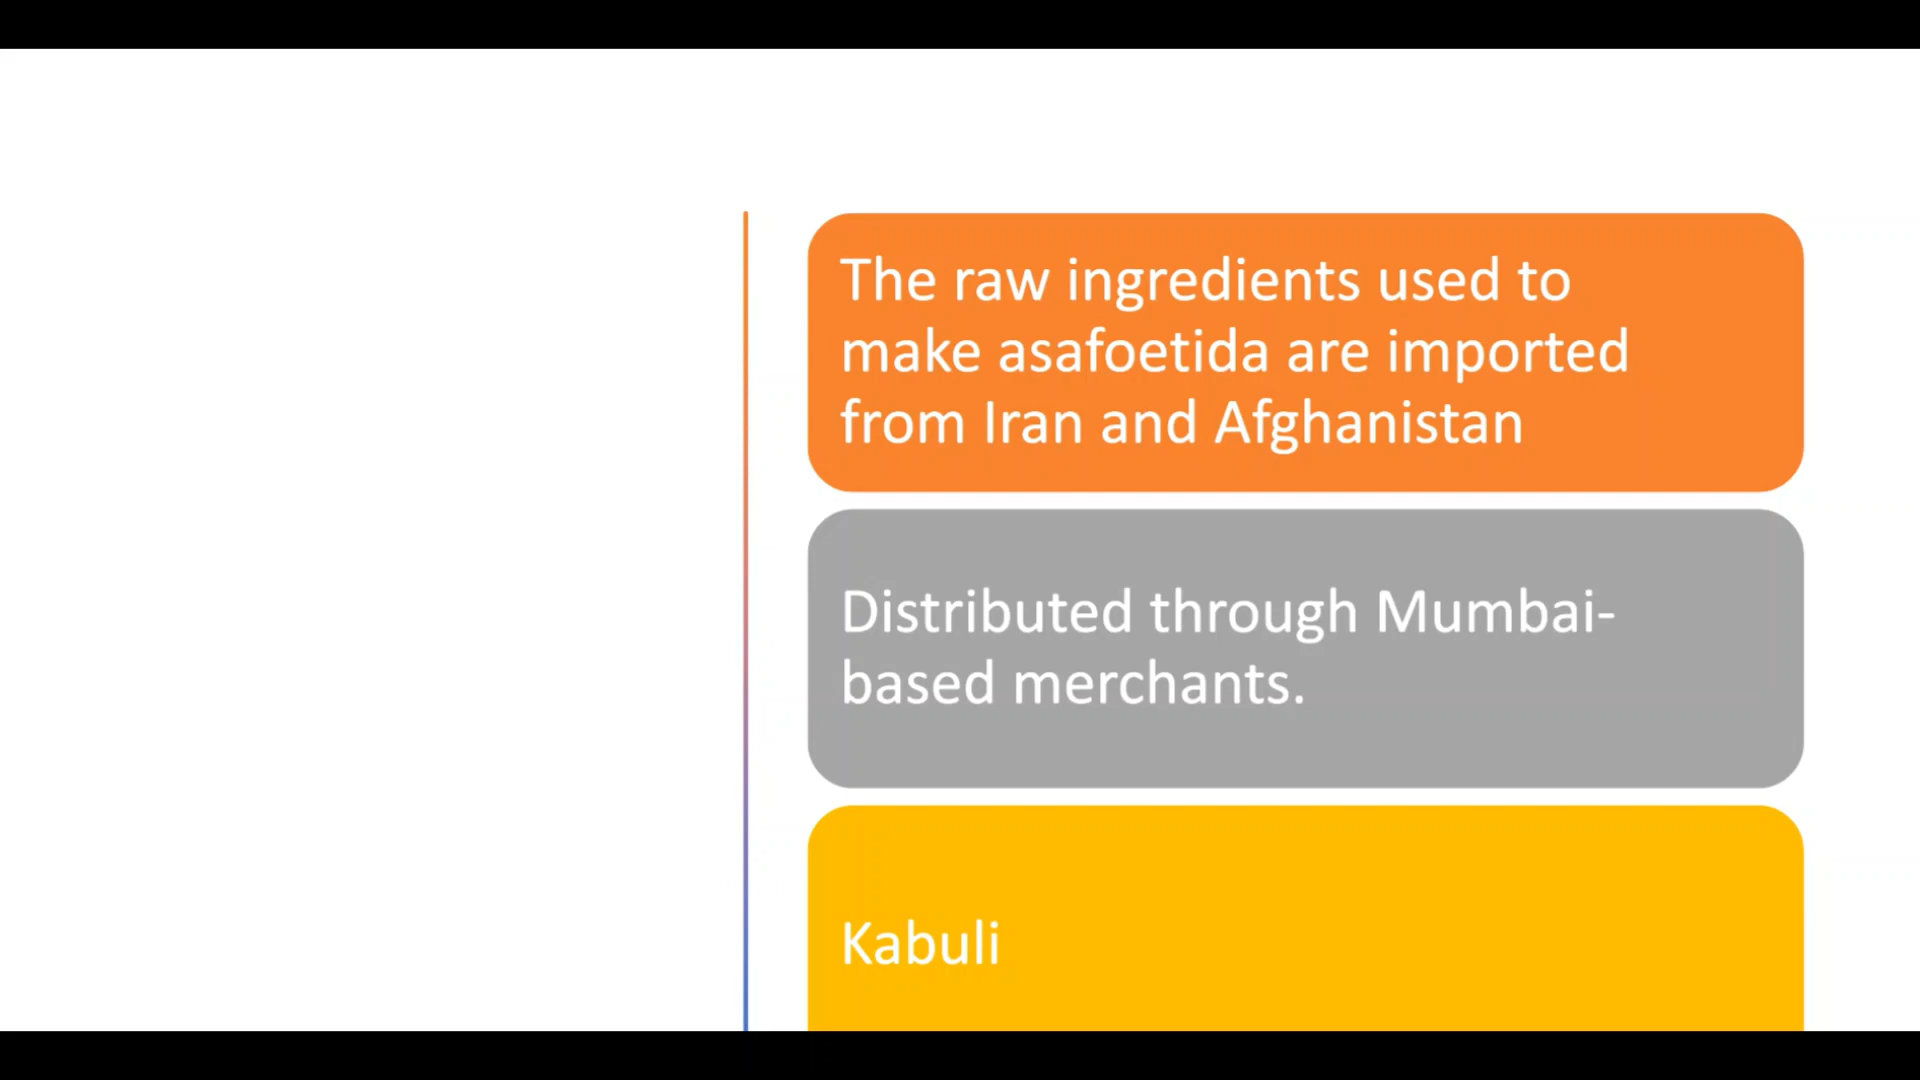 The raw ingredients used to
make asafoetida are imported
from Iran and Afghanistan
Distributed through Mumbai-
based merchants.
Kabuli